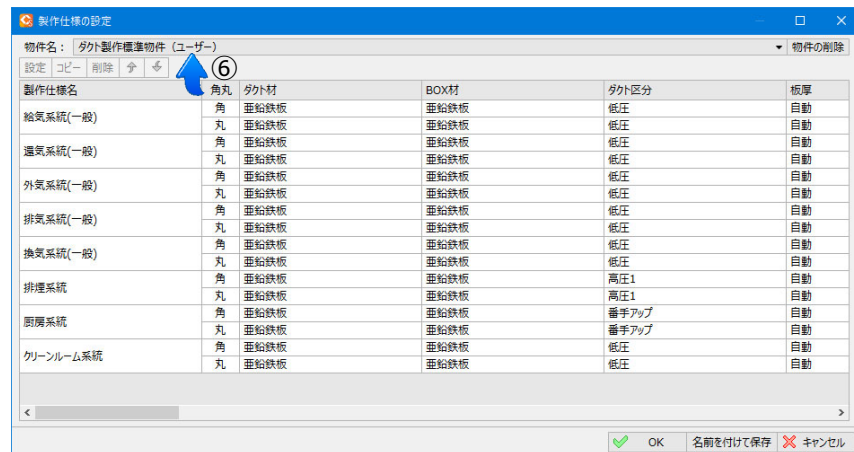 製作仕様の設定
物件名： ダクト製作標準物件（ユーザー） 物件の削除
設定 コピー 削除
⑥
製作仕様名 角丸 ダクト材 BOX材 ダクト区分 板厚
給気系統(一般) 角 亜鉛鉄板 亜鉛鉄板 低圧 自動
丸 亜鉛鉄板 亜鉛鉄板 低圧 自動
還気系統(一般) 角 亜鉛鉄板 亜鉛鉄板 低圧 自動
丸 亜鉛鉄板 亜鉛鉄板 低圧 自動
外気系統(一般) 角 亜鉛鉄板 亜鉛鉄板 低圧 自動
丸 亜鉛鉄板 亜鉛鉄板 低圧 自動
排気系統(一般) 角 亜鉛鉄板 亜鉛鉄板 低圧 自動
丸 亜鉛鉄板 亜鉛鉄板 低圧 自動
換気系統(一般) 角 亜鉛鉄板 亜鉛鉄板 低圧 自動
丸 亜鉛鉄板 亜鉛鉄板 低圧 自動
排煙系統 角 亜鉛鉄板 亜鉛鉄板 高圧1 自動
丸 亜鉛鉄板 亜鉛鉄板 高圧1 自動
厨房系統 角 亜鉛鉄板 亜鉛鉄板 番手アップ 自動
丸 亜鉛鉄板 亜鉛鉄板 番手アップ 自動
クリーンルーム系統 角 亜鉛鉄板 亜鉛鉄板 低圧 自動
丸 亜鉛鉄板 亜鉛鉄板 低圧 自動
OK 名前を付けて保存 キャンセル